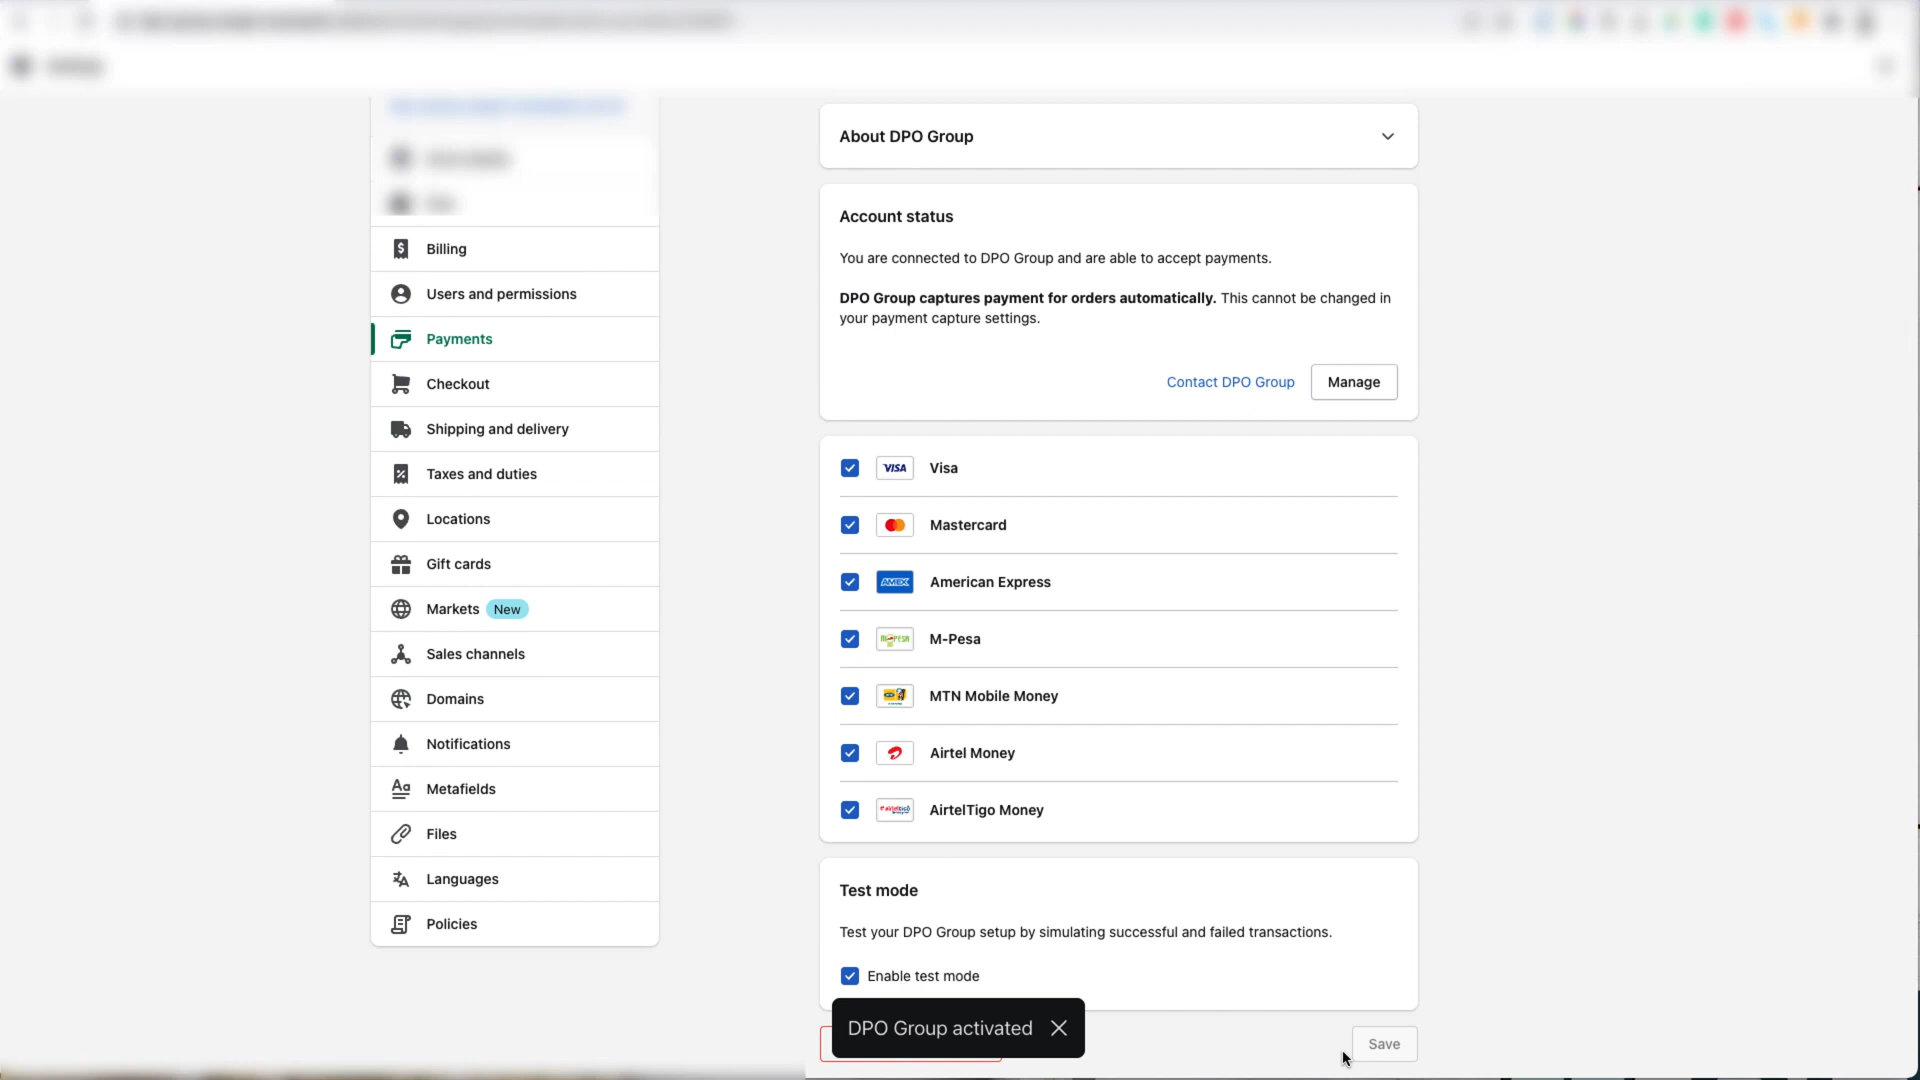 Billing
Users and permissions
Payments
Checkout
Shipping and delivery
Taxes and duties
Locations
Gift cards
Markets New
Sales channels
Domains
Notifications
Metafields
Files
Languages
Policies
About DPO Group
Account status
You are connected to DPO Group and are able to accept payments.
DPO Group captures payment for orders automatically. This cannot be changed in
your payment capture settings.
Contact DPO Group
Manage
VISA Visa
Mastercard
AMEX American Express
M-Pesa
MTN Mobile Money
Airtel Money
AirtelTigo Money
Test mode
Test your DPO Group setup by simulating successful and failed transactions.
Enable test mode
DPO Group activated
Save